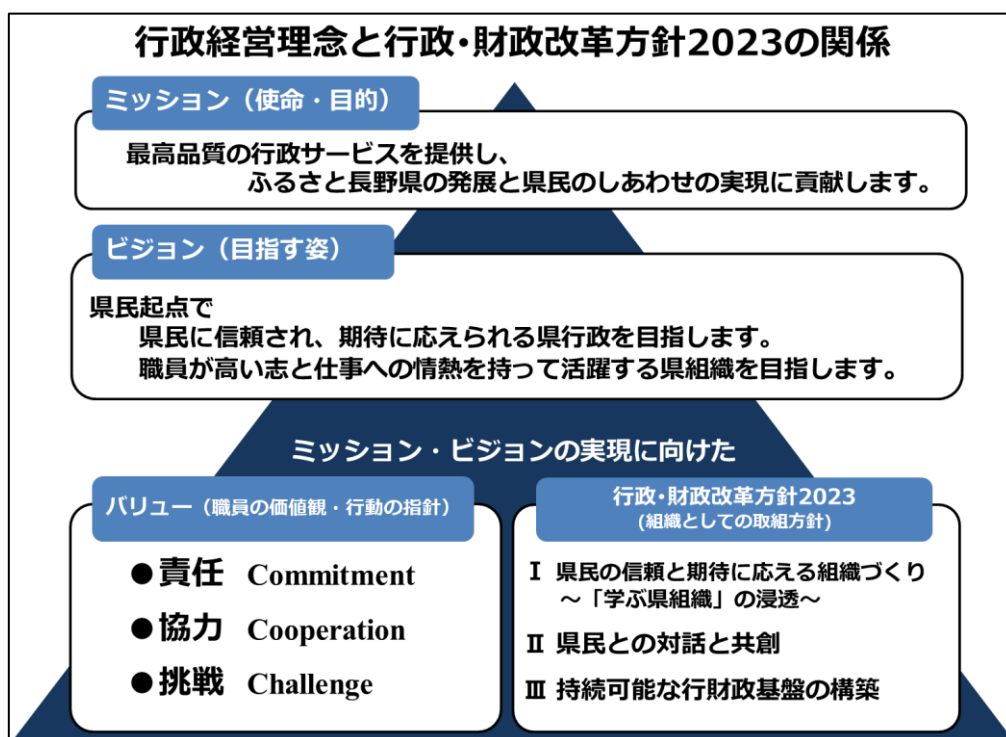 行政経営理念と行政・財政改革方針2023の関係
ミッション（使命・目的）
最高品質の行政サービスを提供し、
ふるさと長野県の発展と県民のしあわせの実現に貢献します。
ビジョン（目指す姿）
県民起点で
県民に信頼され、期待に応えられる県行政を目指します。
職員が高い志と仕事への情熱を持って活躍する県組織を目指します。
ミッション・ビジョンの実現に向けた
バリュー（職員の価値観・行動の指針）
●責任 Commitment
●協力 Cooperation
●挑戦 Challenge
行政・財政改革方針2023
(組織としての取組方針)
Ⅰ 県民の信頼と期待に応える組織づくり
～「学ぶ県組織」の浸透～
Ⅱ 県民との対話と共創
Ⅲ 持続可能な行財政基盤の構築